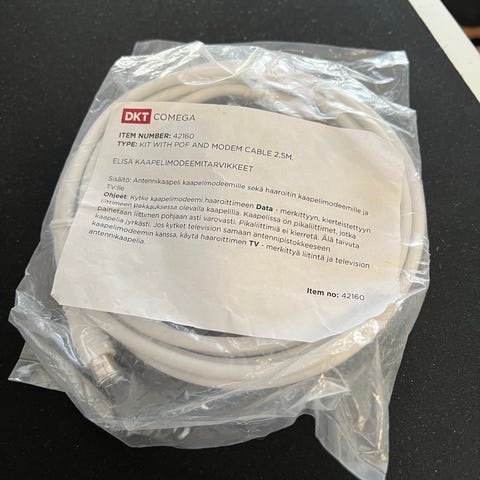 DKT COMEGA
ITEM NUMBER: 42160
TYPE: KIT WITH POF AND MODEM CABLE 2.5M.
ELISA KAAPELIMODEEMITARVIKKEET
Sisältö: Antennikaapeli kaapelimodeemille sekä haaroitin kaapelimodeemille ja
TV:lle
Ohjeet: Kytke kaapelimodeemi haaroittimeen Data - merkittyyn, kierteistettyyn
liittimeen pakkauksessa olevalla kaapelilla. Kaapelissa on pikaliittimet, jotka
painetaan liittimen pohjaan asti varovasti. Pikaliittimiä ei kierretä. Älä taivuta
kaapelia jyrkästi. Jos kytket television samaan antennipistokkeeseen
kaapelimodeemin kanssa, käytä haaroittimen TV - merkittyä liitintä ja television
antennikaapelia.
Item no: 42160